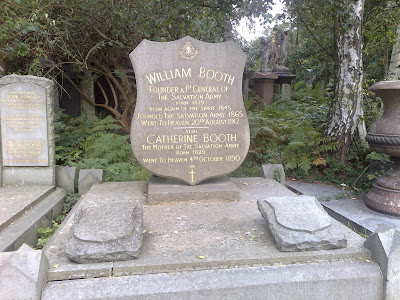 WILLIAM BOOTH
FOUNDER & 1ST GENERAL OF
THE SALVATION ARMY
BORN 1829.
BORN AGAIN OF THE SPIRIT 1845.
FOUNDED THE SALVATION ARMY 1865
WENT TO HEAVEN 20TH AUGUST 1912.
ALSO
CATHERINE BOOTH
THE MOTHER OF THE SALVATION ARMY
BORN 1829
WENT TO HEAVEN 4TH OCTOBER 1890